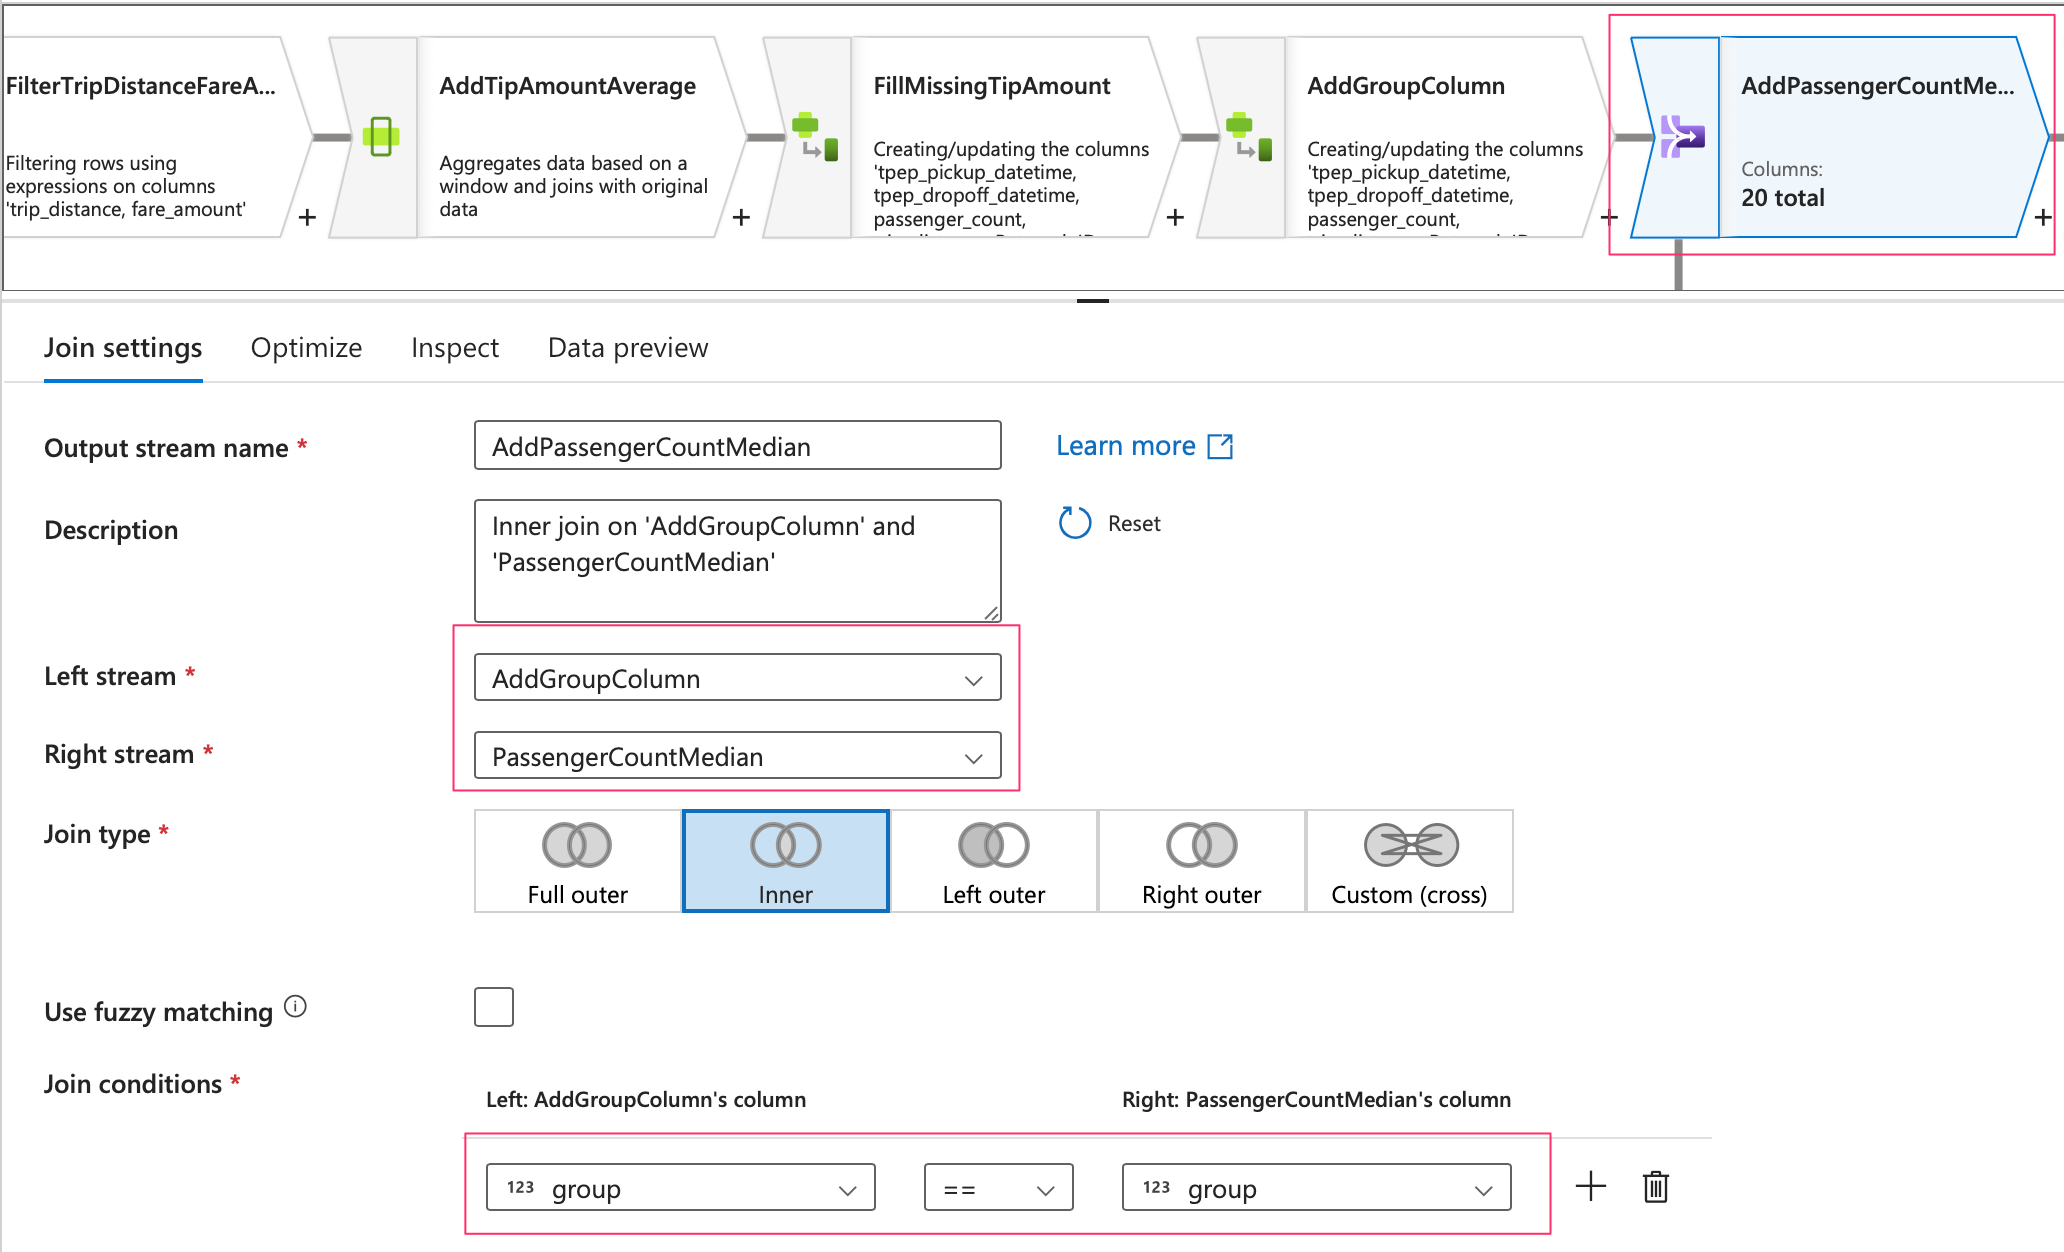 FilterTripDistanceFareA...
Filtering rows using
expressions on columns
'trip_distance, fare_amount'
+
AddTipAmountAverage
Aggregates data based on a
window and joins with original
data
+
FillMissingTipAmount
Creating/updating the columns
'tpep_pickup_datetime,
tpep_dropoff_datetime,
passenger_count,
+
AddGroupColumn
Creating/updating the columns
'tpep_pickup_datetime,
tpep_dropoff_datetime,
passenger_count,
+
AddPassengerCountMe...
Columns:
20 total
+
Join settings Optimize Inspect Data preview
Output stream name * AddPassengerCountMedian Learn more
Description Inner join on 'AddGroupColumn' and
'PassengerCountMedian'
Reset
Left stream * AddGroupColumn
Right stream * PassengerCountMedian
Join type * Full outer Inner Left outer Right outer Custom (cross)
Use fuzzy matching
Join conditions *
Left: AddGroupColumn's column Right: PassengerCountMedian's column
123 group == 123 group